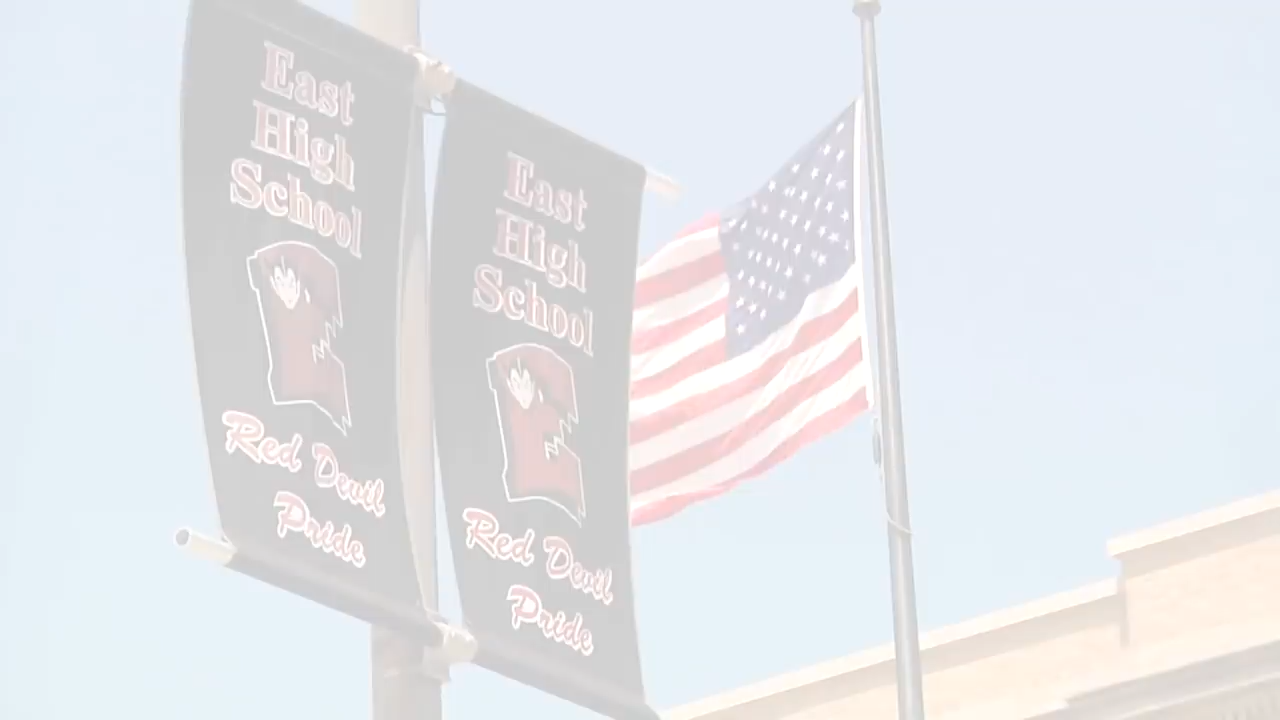 East
High
School
Red Devil
Pride
East
High
School
Red Devil
Pride